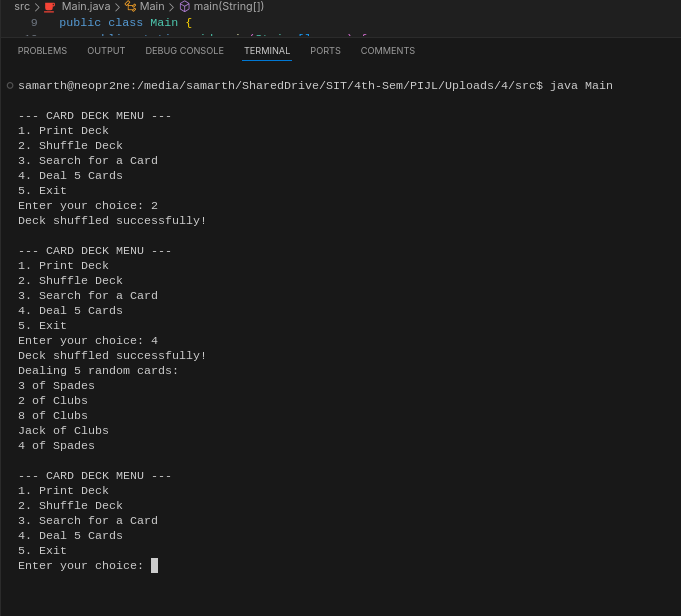 src > Main.java > Main > main(String[])
9 public class Main {
PROBLEMS OUTPUT DEBUG CONSOLE TERMINAL PORTS COMMENTS
samarth@neopr2ne:/media/samarth/SharedDrive/SIT/4th-Sem/PIJL/Uploads/4/src$ java Main
--- CARD DECK MENU ---
1. Print Deck
2. Shuffle Deck
3. Search for a Card
4. Deal 5 Cards
5. Exit
Enter your choice: 2
Deck shuffled successfully!
--- CARD DECK MENU ---
1. Print Deck
2. Shuffle Deck
3. Search for a Card
4. Deal 5 Cards
5. Exit
Enter your choice: 4
Deck shuffled successfully!
Dealing 5 random cards:
3 of Spades
2 of Clubs
8 of Clubs
Jack of Clubs
4 of Spades
--- CARD DECK MENU ---
1. Print Deck
2. Shuffle Deck
3. Search for a Card
4. Deal 5 Cards
5. Exit
Enter your choice: